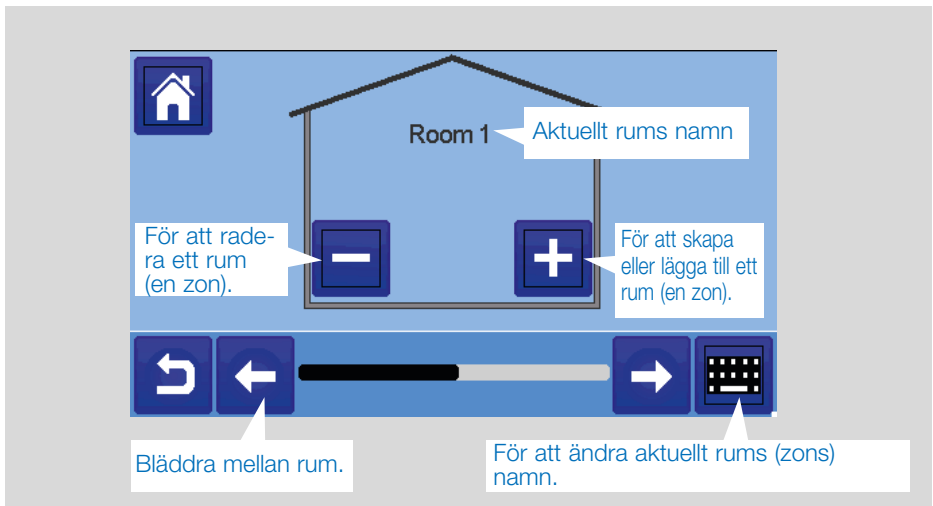 Room 1
Aktuellt rums namn
För att rade-
ra ett rum
(en zon).
För att skapa
eller lägga till ett
rum (en zon).
Bläddra mellan rum.
För att ändra aktuellt rums (zons)
namn.